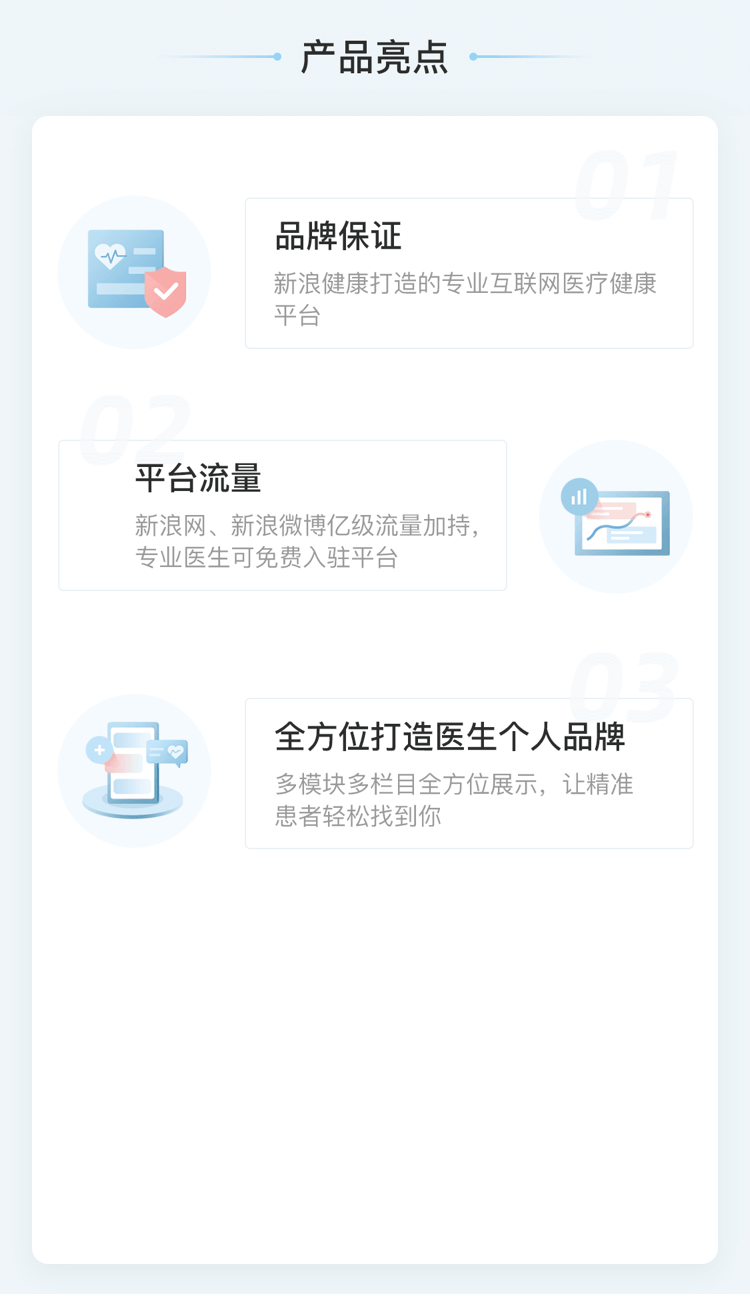 产品亮点
01
品牌保证
新浪健康打造的专业互联网医疗健康
平台
02
平台流量
新浪网、新浪微博亿级流量加持，
专业医生可免费入驻平台
03
全方位打造医生个人品牌
多模块多栏目全方位展示，让精准
患者轻松找到你